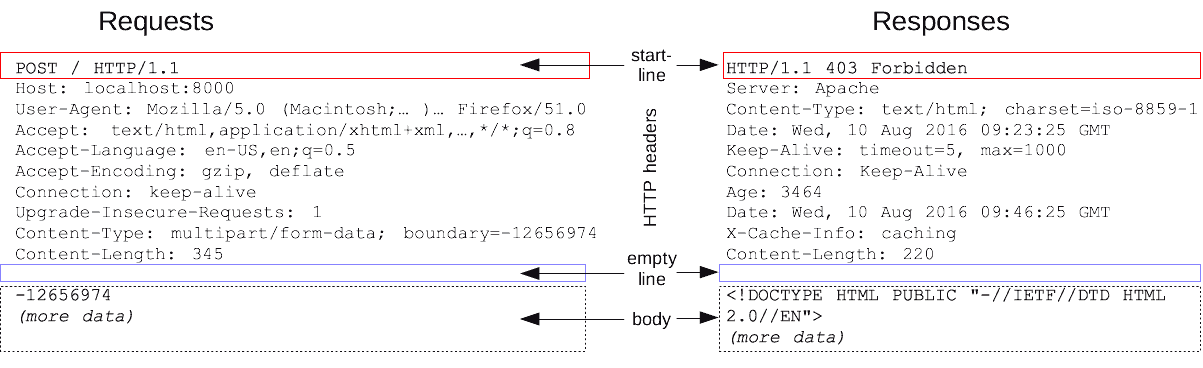 Requests
POST / HTTP/1.1
Host: localhost:8000
User-Agent: Mozilla/5.0 (Macintosh;… )… Firefox/51.0
Accept: text/html,application/xhtml+xml,…,*/*;q=0.8
Accept-Language: en-US,en;q=0.5
Accept-Encoding: gzip, deflate
Connection: keep-alive
Upgrade-Insecure-Requests: 1
Content-Type: multipart/form-data; boundary=-12656974
Content-Length: 345
-12656974
(more data)
start-
line
HTTP headers
empty
line
body
Responses
HTTP/1.1 403 Forbidden
Server: Apache
Content-Type: text/html; charset=iso-8859-1
Date: Wed, 10 Aug 2016 09:23:25 GMT
Keep-Alive: timeout=5, max=1000
Connection: Keep-Alive
Age: 3464
Date: Wed, 10 Aug 2016 09:46:25 GMT
X-Cache-Info: caching
Content-Length: 220
<!DOCTYPE HTML PUBLIC "-//IETF//DTD HTML
2.0//EN">
(more data)